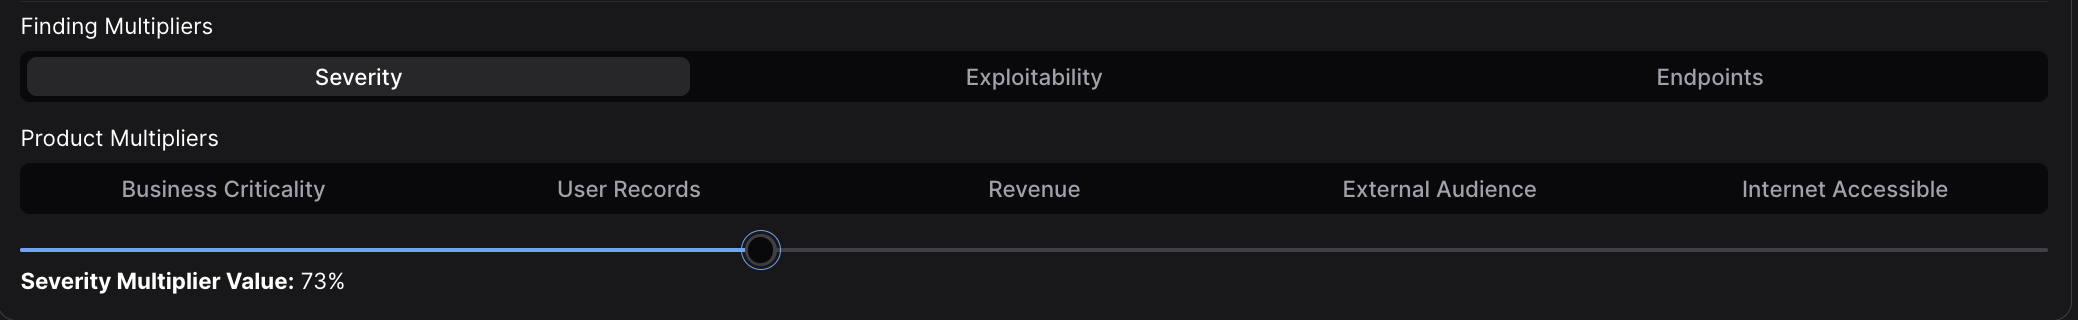 Finding Multipliers
Severity Exploitability Endpoints
Product Multipliers
Business Criticality User Records Revenue External Audience Internet Accessible
Severity Multiplier Value: 73%